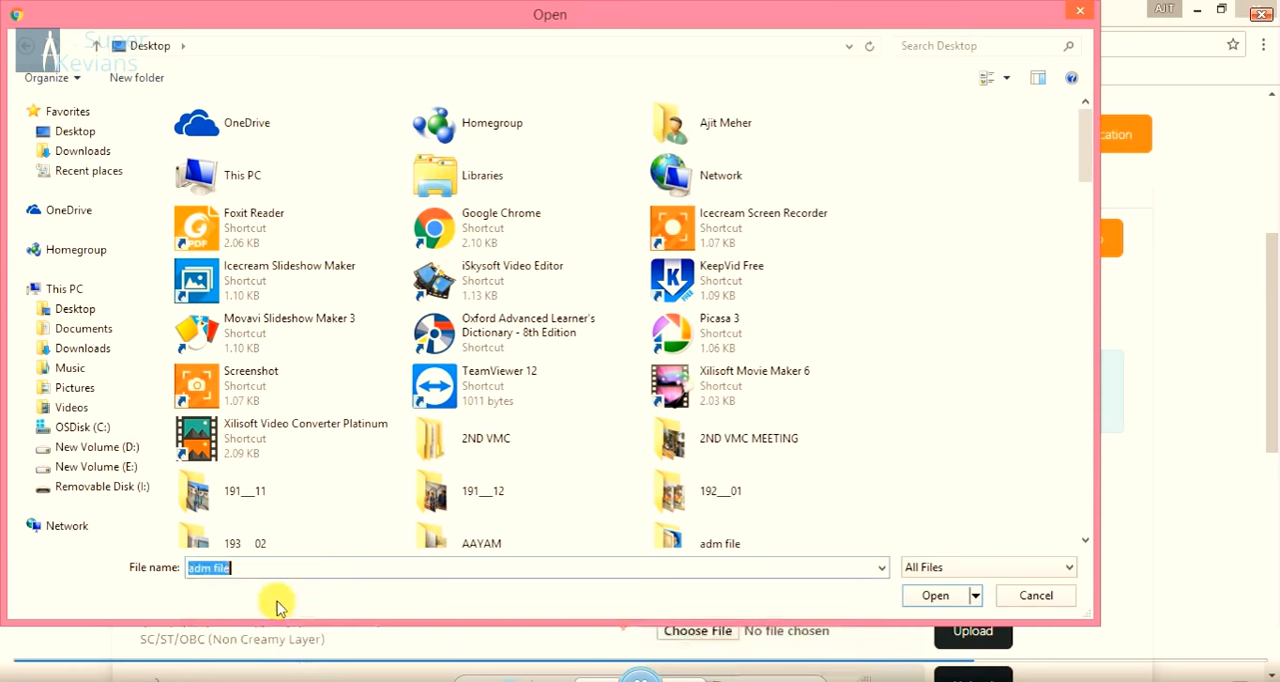 Open
AJIT
Super
Kevians
Desktop
Search Desktop
Organize
New folder
Favorites
Desktop
Downloads
Recent places
OneDrive
Homegroup
This PC
Desktop
Documents
Downloads
Music
Pictures
Videos
OSDisk (C:)
New Volume (D:)
New Volume (E:)
Removable Disk (I:)
Network
OneDrive
Homegroup
Ajit Meher
This PC
Libraries
Network
Foxit Reader
Shortcut
2.06 KB
Google Chrome
Shortcut
2.10 KB
Icecream Screen Recorder
Shortcut
1.07 KB
Icecream Slideshow Maker
Shortcut
1.10 KB
iSkysoft Video Editor
Shortcut
1.13 KB
KeepVid Free
Shortcut
1.09 KB
Movavi Slideshow Maker 3
Shortcut
1.10 KB
Oxford Advanced Learner's
Dictionary - 8th Edition
Shortcut
Picasa 3
Shortcut
1.06 KB
Screenshot
Shortcut
1.07 KB
TeamViewer 12
Shortcut
1011 bytes
Xilisoft Movie Maker 6
Shortcut
2.03 KB
Xilisoft Video Converter Platinum
Shortcut
2.09 KB
2ND VMC
2ND VMC MEETING
191___11
191___12
192___01
193__02
AAYAM
adm file
File name:
adm file
All Files
Open
Cancel
cation
SC/ST/OBC (Non Creamy Layer)
Choose File
No file chosen
Upload